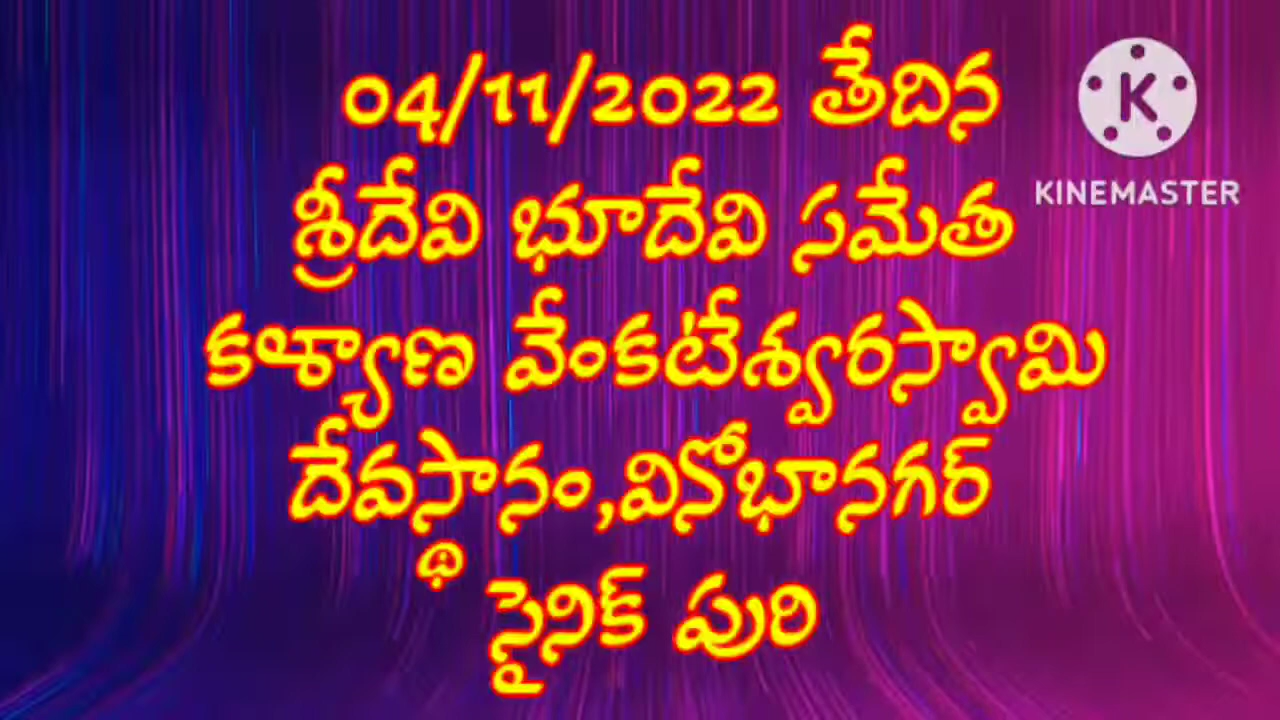 04/11/2022 తేదిన
K
KINEMASTER
శ్రీదేవి భూదేవి సమేత
కళ్యాణ వేంకటేశ్వరస్వామి
దేవస్థానం,వినోభానగర్
సైనిక్ పురి